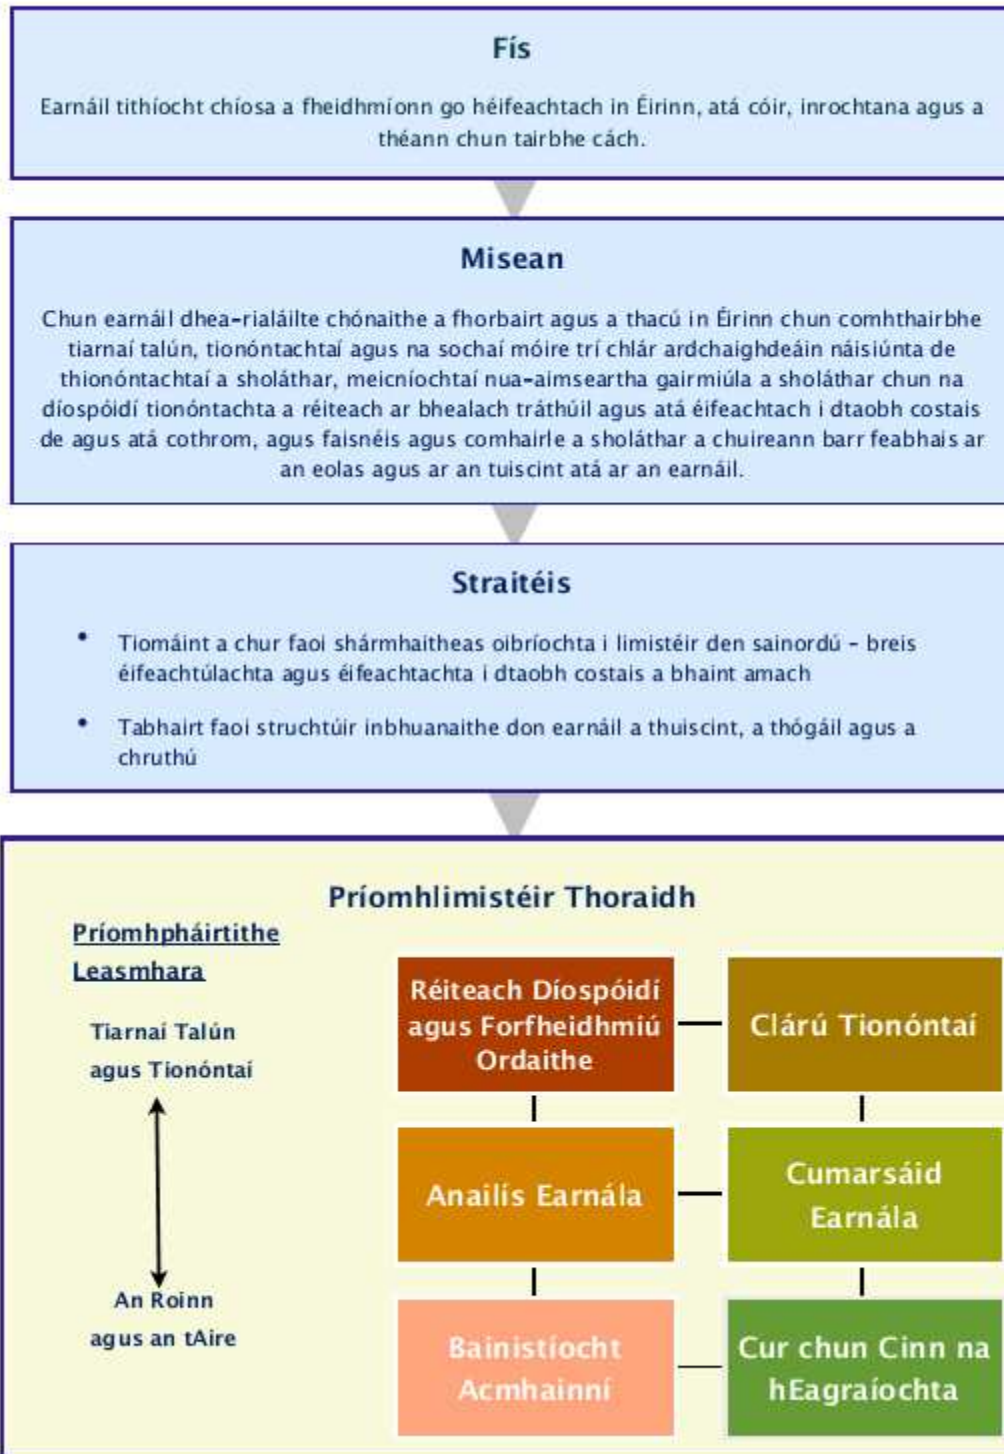 Fís
Earnáil tithíocht chíosa a fheidhmíonn go héifeachtach in Éirinn, atá cóir, inrochtana agus a
théann chun tairbhe cách.
Misean
Chun earnáil dhea-rialáilte chónaithe a fhorbairt agus a thacú in Éirinn chun comhthairbhe
tiarnaí talún, tionóntachtaí agus na sochaí móire trí chlár ardchaighdeáin náisiúnta de
thionóntachtaí a sholáthar, meicníochtaí nua-aimseartha gairmiúla a sholáthar chun na
díospóidí tionóntachta a réiteach ar bhealach tráthúil agus atá éifeachtach i dtaobh costais
de agus atá cothrom, agus faisnéis agus comhairle a sholáthar a chuireann barr feabhais ar
an eolas agus ar an tuiscint atá ar an earnáil.
Straitéis
• Tiomáint a chur faoi shármhaitheas oibríochta i limistéir den sainordú - breis
éifeachtúlachta agus éifeachtachta i dtaobh costais a bhaint amach
• Tabhairt faoi struchtúir inbhuanaithe don earnáil a thuiscint, a thógáil agus a
chruthú
Príomhlimistéir Thoraidh
Príomhpháirtithe
Leasmhara
Tiarnaí Talún
agus Tionóntaí
An Roinn
agus an tAire
Réiteach Díospóidí
agus Forfheidhmiú
Ordaithe
Clárú Tionóntaí
Anailís Earnála
Cumarsáid
Earnála
Bainistíocht
Acmhainní
Cur chun Cinn na
hEagraíochta